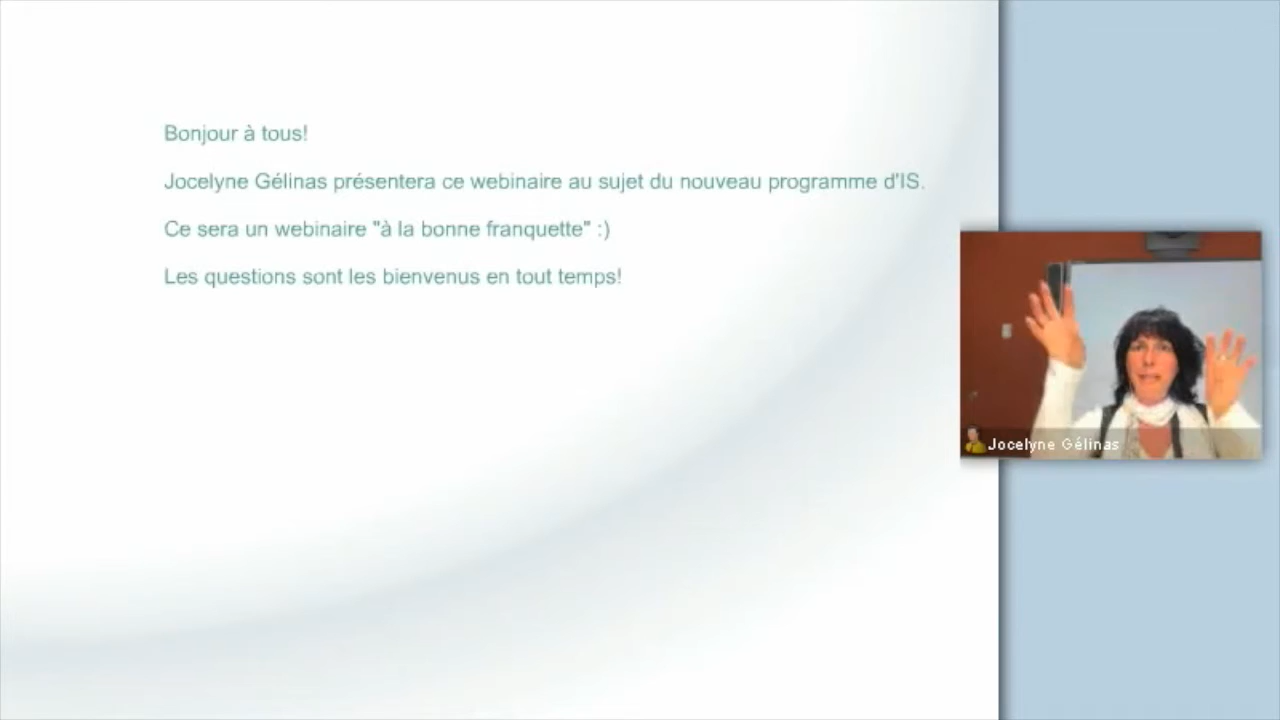 Bonjour à tous!
Jocelyne Gélinas présentera ce webinaire au sujet du nouveau programme d'IS.
Ce sera un webinaire "à la bonne franquette" :)
Les questions sont les bienvenus en tout temps!
Jocelyne Gélinas